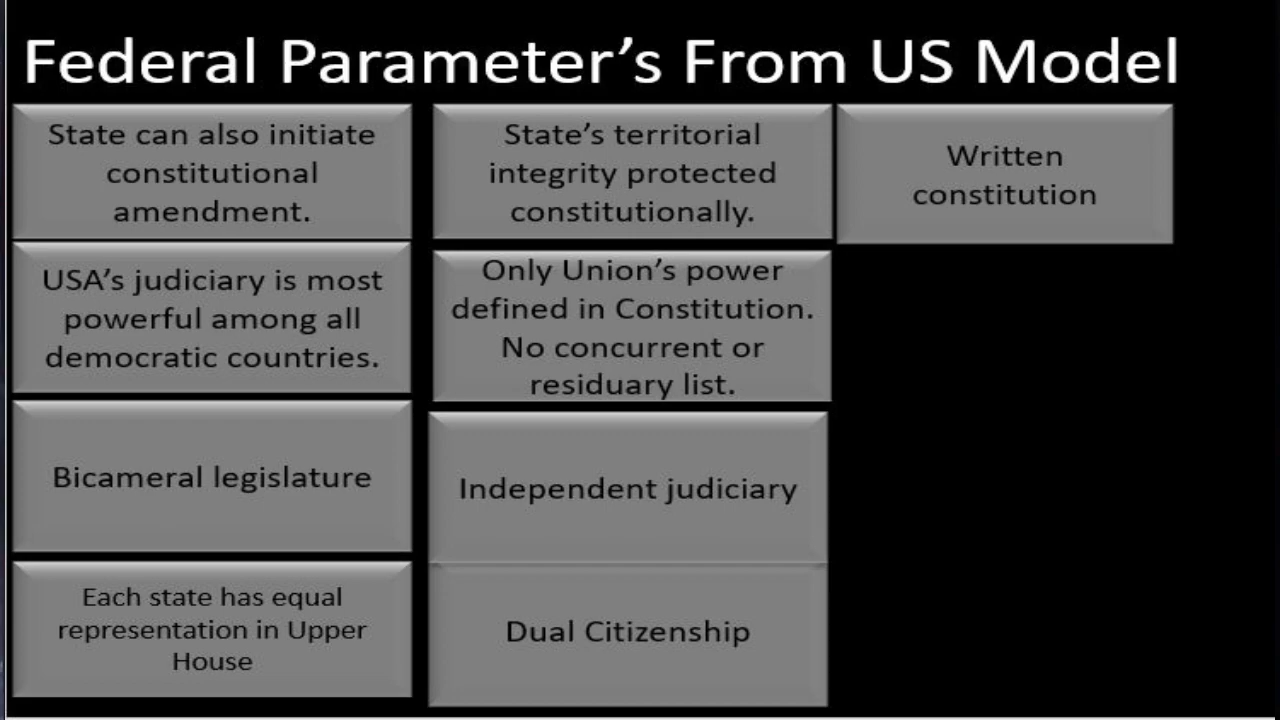 Federal Parameter’s From US Model
State can also initiate
constitutional
amendment.
USA’s judiciary is most
powerful among all
democratic countries.
Bicameral legislature
Each state has equal
representation in Upper
House
State’s territorial
integrity protected
constitutionally.
Only Union’s power
defined in Constitution.
No concurrent or
residuary list.
Independent judiciary
Dual Citizenship
Written
constitution